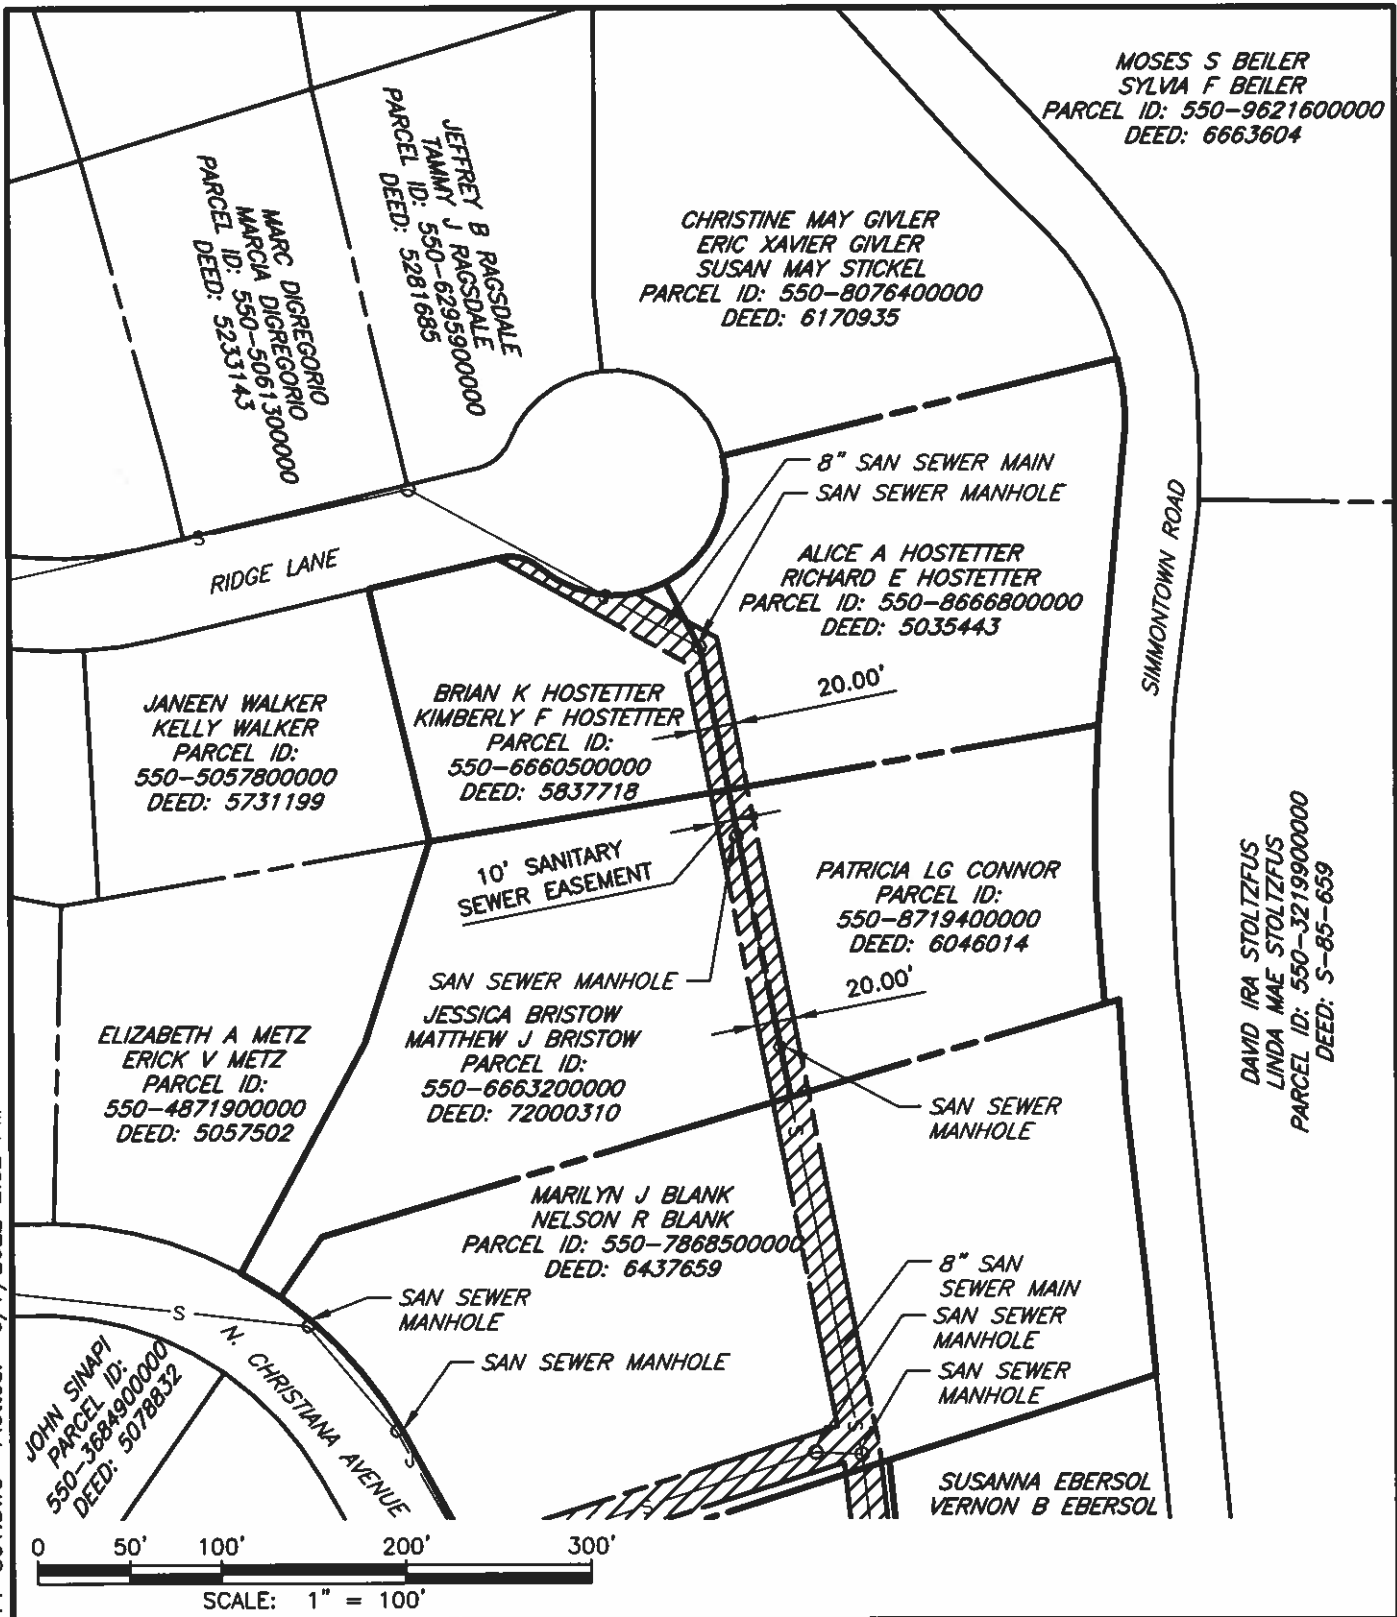 MOSES S BEILER
SYLVIA F BEILER
PARCEL ID: 550-9621600000
DEED: 6663604
JEFFREY B RAGSDALE
TAMMY J RAGSDALE
PARCEL ID: 550-6295900000
DEED: 5281685
MARC DIGREGORIO
MARCIA DIGREGORIO
PARCEL ID: 550-5061300000
DEED: 5233143
CHRISTINE MAY GIVLER
ERIC XAVIER GIVLER
SUSAN MAY STICKEL
PARCEL ID: 550-8076400000
DEED: 6170935
8" SAN SEWER MAIN
SAN SEWER MANHOLE
S
RIDGE LANE
S
ALICE A HOSTETTER
RICHARD E HOSTETTER
PARCEL ID: 550-8666800000
DEED: 5035443
SIMMONTOWN ROAD
20.00'
JANEEN WALKER
KELLY WALKER
PARCEL ID:
550-5057800000
DEED: 5731199
BRIAN K HOSTETTER
KIMBERLY F HOSTETTER
PARCEL ID:
550-6660500000
DEED: 5837718
10' SANITARY
SEWER EASEMENT
PATRICIA LG CONNOR
PARCEL ID:
550-8719400000
DEED: 6046014
DAVID IRA STOLTZFUS
LINDA MAE STOLTZFUS
PARCEL ID: 550-3219900000
DEED: S-85-659
SAN SEWER MANHOLE
20.00'
JESSICA BRISTOW
MATTHEW J BRISTOW
PARCEL ID:
550-6663200000
DEED: 72000310
ELIZABETH A METZ
ERICK V METZ
PARCEL ID:
550-4871900000
DEED: 5057502
SAN SEWER
MANHOLE
S
MARILYN J BLANK
NELSON R BLANK
PARCEL ID: 550-7868500000
DEED: 6437659
8" SAN
SEWER MAIN
SAN SEWER
MANHOLE
SAN SEWER
MANHOLE
SAN SEWER
MANHOLE
SAN SEWER MANHOLE
S
N. CHRISTIANA AVENUE
S
S
S
JOHN SINAPI
PARCEL ID:
550-3684900000
DEED: 5078832
SUSANNA EBERSOL
VERNON B EBERSOL
0 50' 100' 200' 300'
SCALE: 1" = 100'